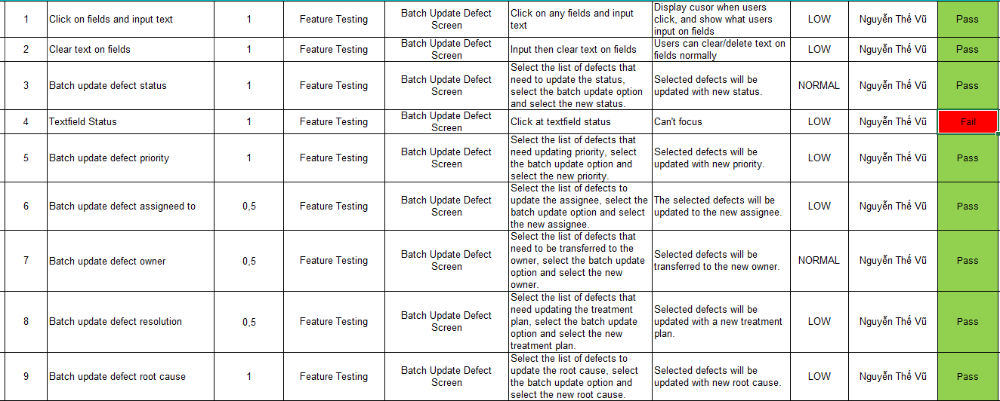 1 Click on fields and input text 1 Feature Testing Batch Update Defect Screen Click on any fields and input text Display cusor when users click, and show what users input on fields LOW Nguyễn Thế Vũ Pass
2 Clear text on fields 1 Feature Testing Batch Update Defect Screen Input then clear text on fields Users can clear/delete text on fields normally LOW Nguyễn Thế Vũ Pass
3 Batch update defect status 1 Feature Testing Batch Update Defect Screen Select the list of defects that need to update the status, select the batch update option and select the new status. Selected defects will be updated with new status. NORMAL Nguyễn Thế Vũ Pass
4 Textfield Status 1 Feature Testing Batch Update Defect Screen Click at textfield status Can't focus LOW Nguyễn Thế Vũ Fail
5 Batch update defect priority 1 Feature Testing Batch Update Defect Screen Select the list of defects that need updating priority, select the batch update option and select the new priority. Selected defects will be updated with new priority. LOW Nguyễn Thế Vũ Pass
6 Batch update defect assigneed to 0,5 Feature Testing Batch Update Defect Screen Select the list of defects to update the assignee, select the batch update option and select the new assignee. The selected defects will be updated to the new assignee. LOW Nguyễn Thế Vũ Pass
7 Batch update defect owner 0,5 Feature Testing Batch Update Defect Screen Select the list of defects that need to be transferred to the owner, select the batch update option and select the new owner. Selected defects will be transferred to the new owner. NORMAL Nguyễn Thế Vũ Pass
8 Batch update defect resolution 0,5 Feature Testing Batch Update Defect Screen Select the list of defects that need updating the treatment plan, select the batch update option and select the new treatment plan. Selected defects will be updated with a new treatment plan. LOW Nguyễn Thế Vũ Pass
9 Batch update defect root cause 1 Feature Testing Batch Update Defect Screen Select the list of defects to update the root cause, select the batch update option and select the new root cause. Selected defects will be updated with new root cause. LOW Nguyễn Thế Vũ Pass